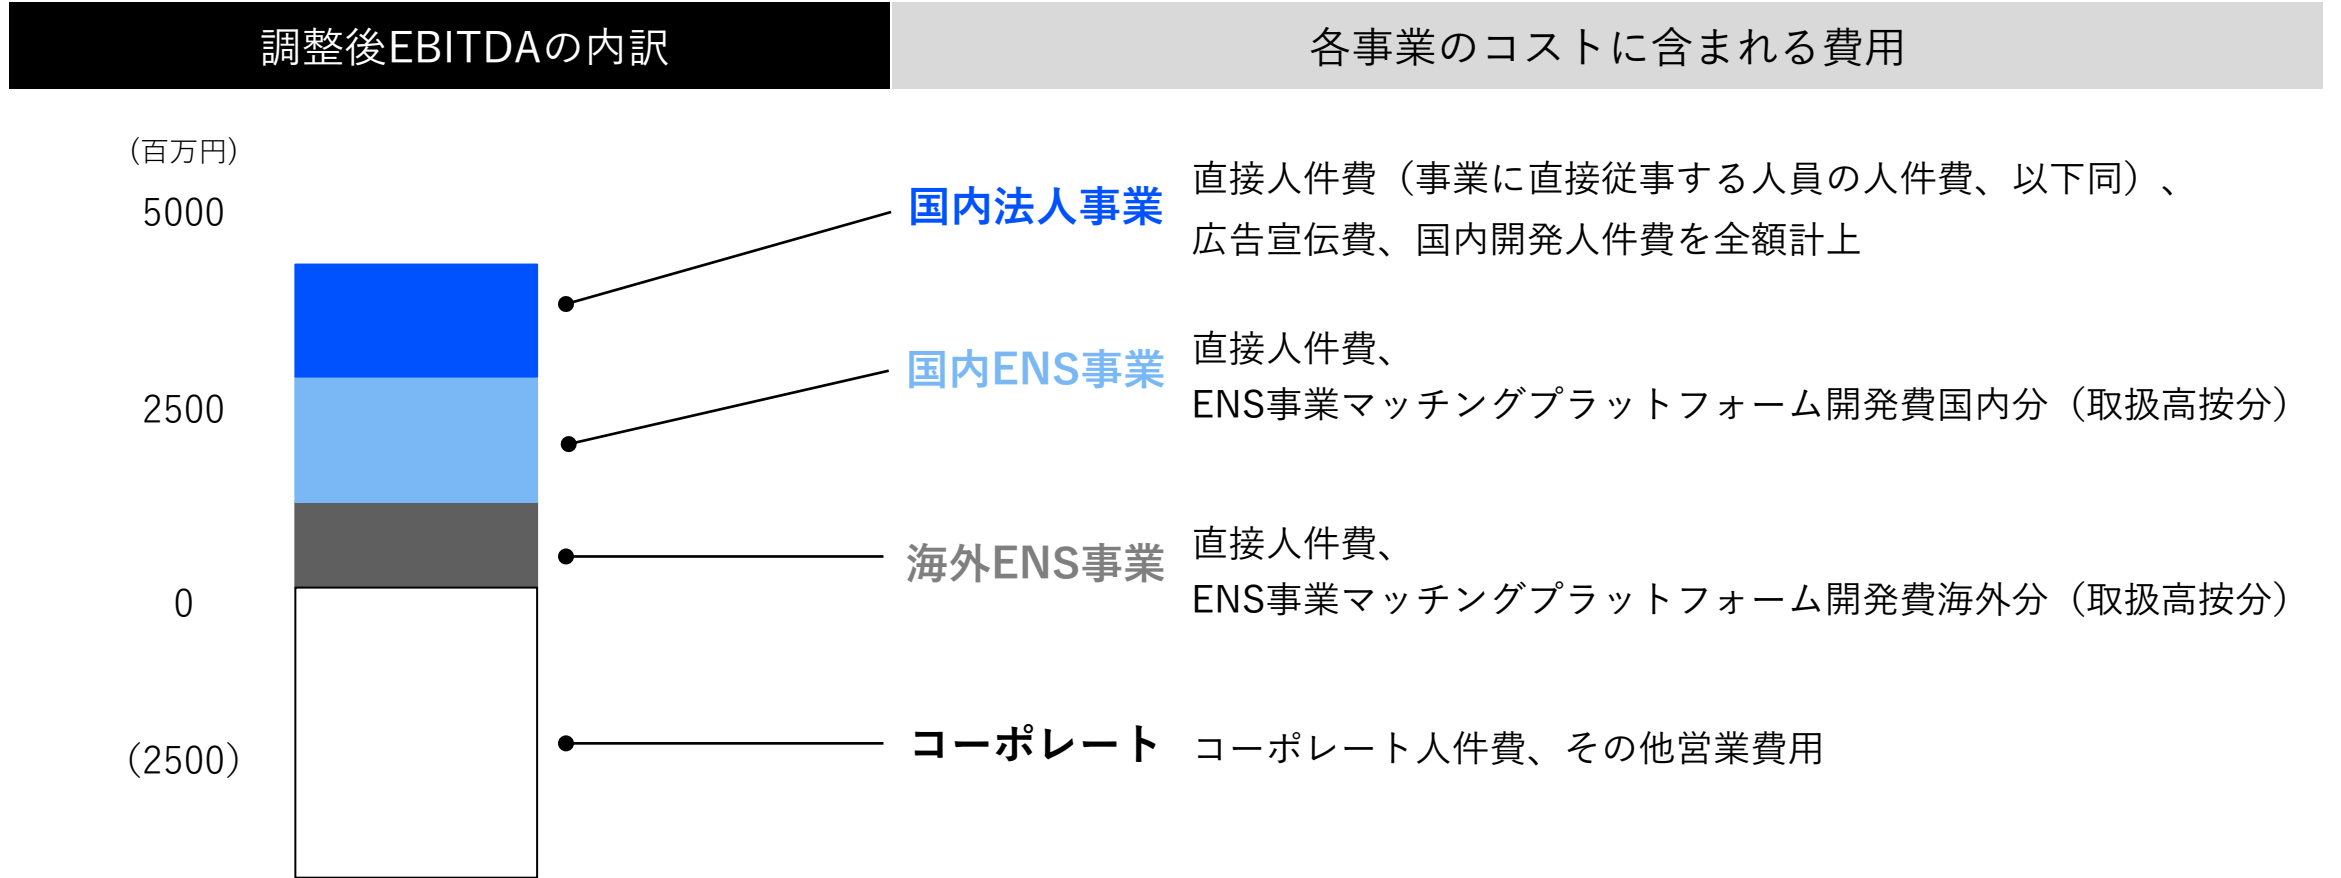 調整後EBITDAの内訳
各事業のコストに含まれる費用
(百万円)
5000
2500
0
(2500)
国内法人事業
直接人件費（事業に直接従事する人員の人件費、以下同）、
広告宣伝費、国内開発人件費を全額計上
国内ENS事業
直接人件費、
ENS事業マッチングプラットフォーム開発費国内分（取扱高按分）
海外ENS事業
直接人件費、
ENS事業マッチングプラットフォーム開発費海外分（取扱高按分）
コーポレート
コーポレート人件費、その他営業費用